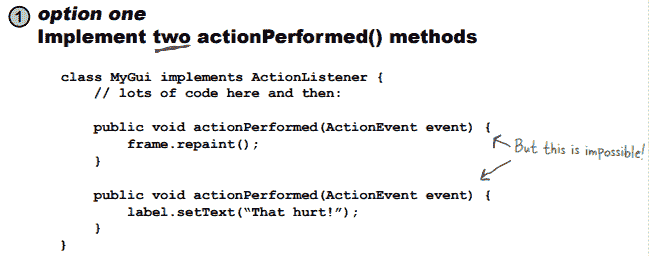 1 option one
Implement two actionPerformed() methods
class MyGui implements ActionListener {
// lots of code here and then:
public void actionPerformed(ActionEvent event) {
frame.repaint();
}
But this is impossible!
public void actionPerformed(ActionEvent event) {
label.setText(“That hurt!”);
}
}